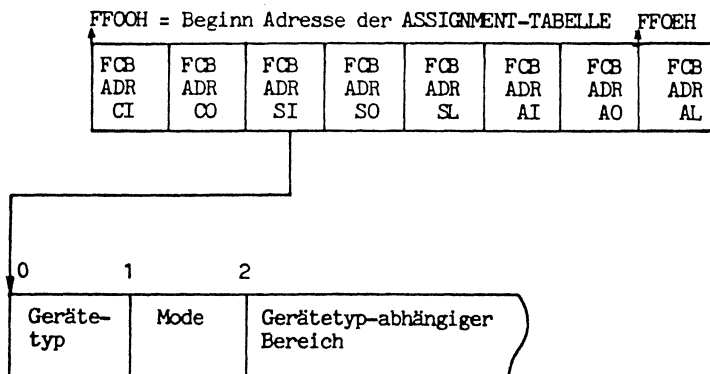 FF00H = Beginn Adresse der ASSIGNMENT-TABELLE FF0EH
FCB FCB FCB FCB FCB FCB FCB FCB
ADR ADR ADR ADR ADR ADR ADR ADR
CI CO SI SO SL AI AO AL
0 1 2
Geräte- Mode Gerätetyp-abhängiger
typ Bereich